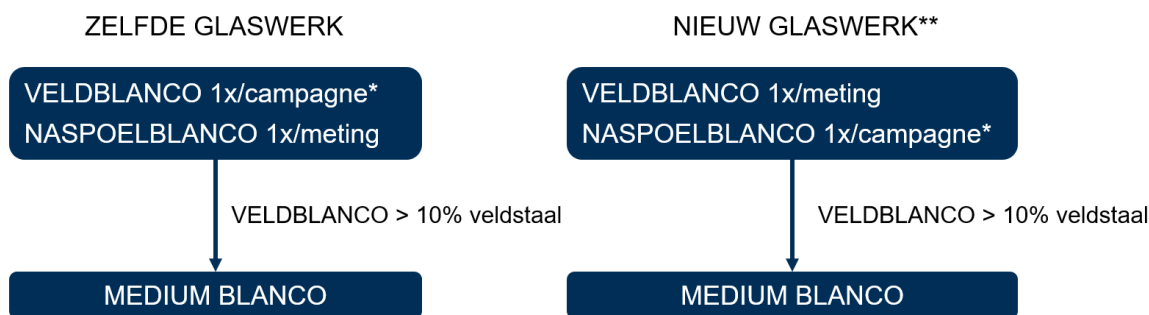 ZELFDE GLASWERK
VELDBLANCO 1x/campagne*
NASPOELBLANCO 1x/meting
VELDBLANCO > 10% veldstaal
MEDIUM BLANCO
NIEUW GLASWERK**
VELDBLANCO 1x/meting
NASPOELBLANCO 1x/campagne*
VELDBLANCO > 10% veldstaal
MEDIUM BLANCO